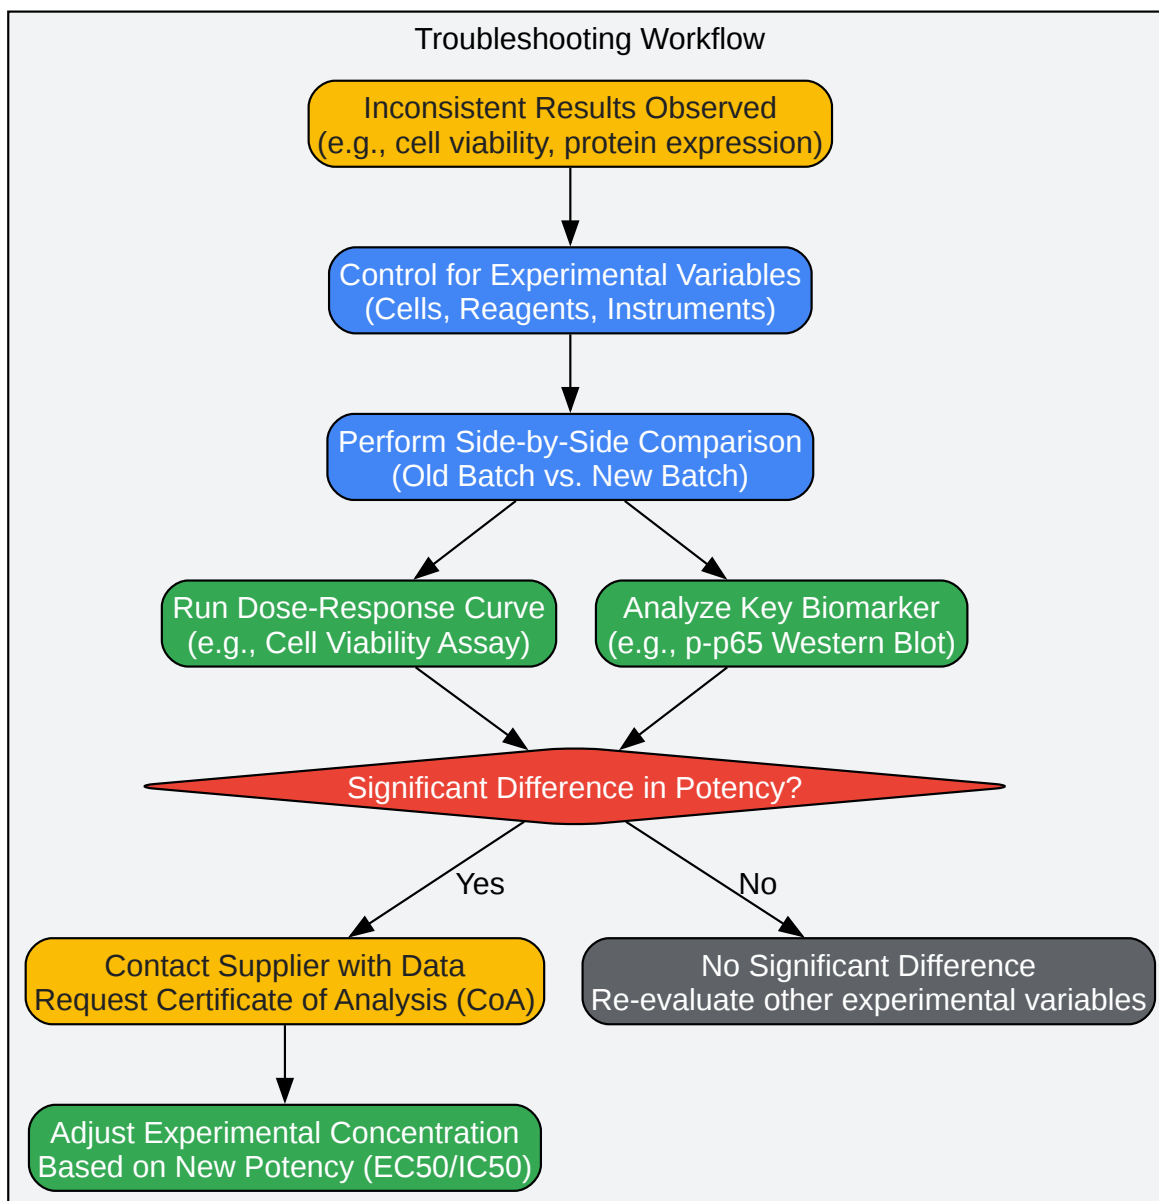 Troubleshooting Workflow
Inconsistent Results Observed
(e.g., cell viability, protein expression)
Control for Experimental Variables
(Cells, Reagents, Instruments)
Perform Side-by-Side Comparison
(Old Batch vs. New Batch)
Run Dose-Response Curve
(e.g., Cell Viability Assay)
Analyze Key Biomarker
(e.g., p-p65 Western Blot)
Significant Difference in Potency?
Yes
No
Contact Supplier with Data
Request Certificate of Analysis (CoA)
No Significant Difference
Re-evaluate other experimental variables
Adjust Experimental Concentration
Based on New Potency (EC50/IC50)